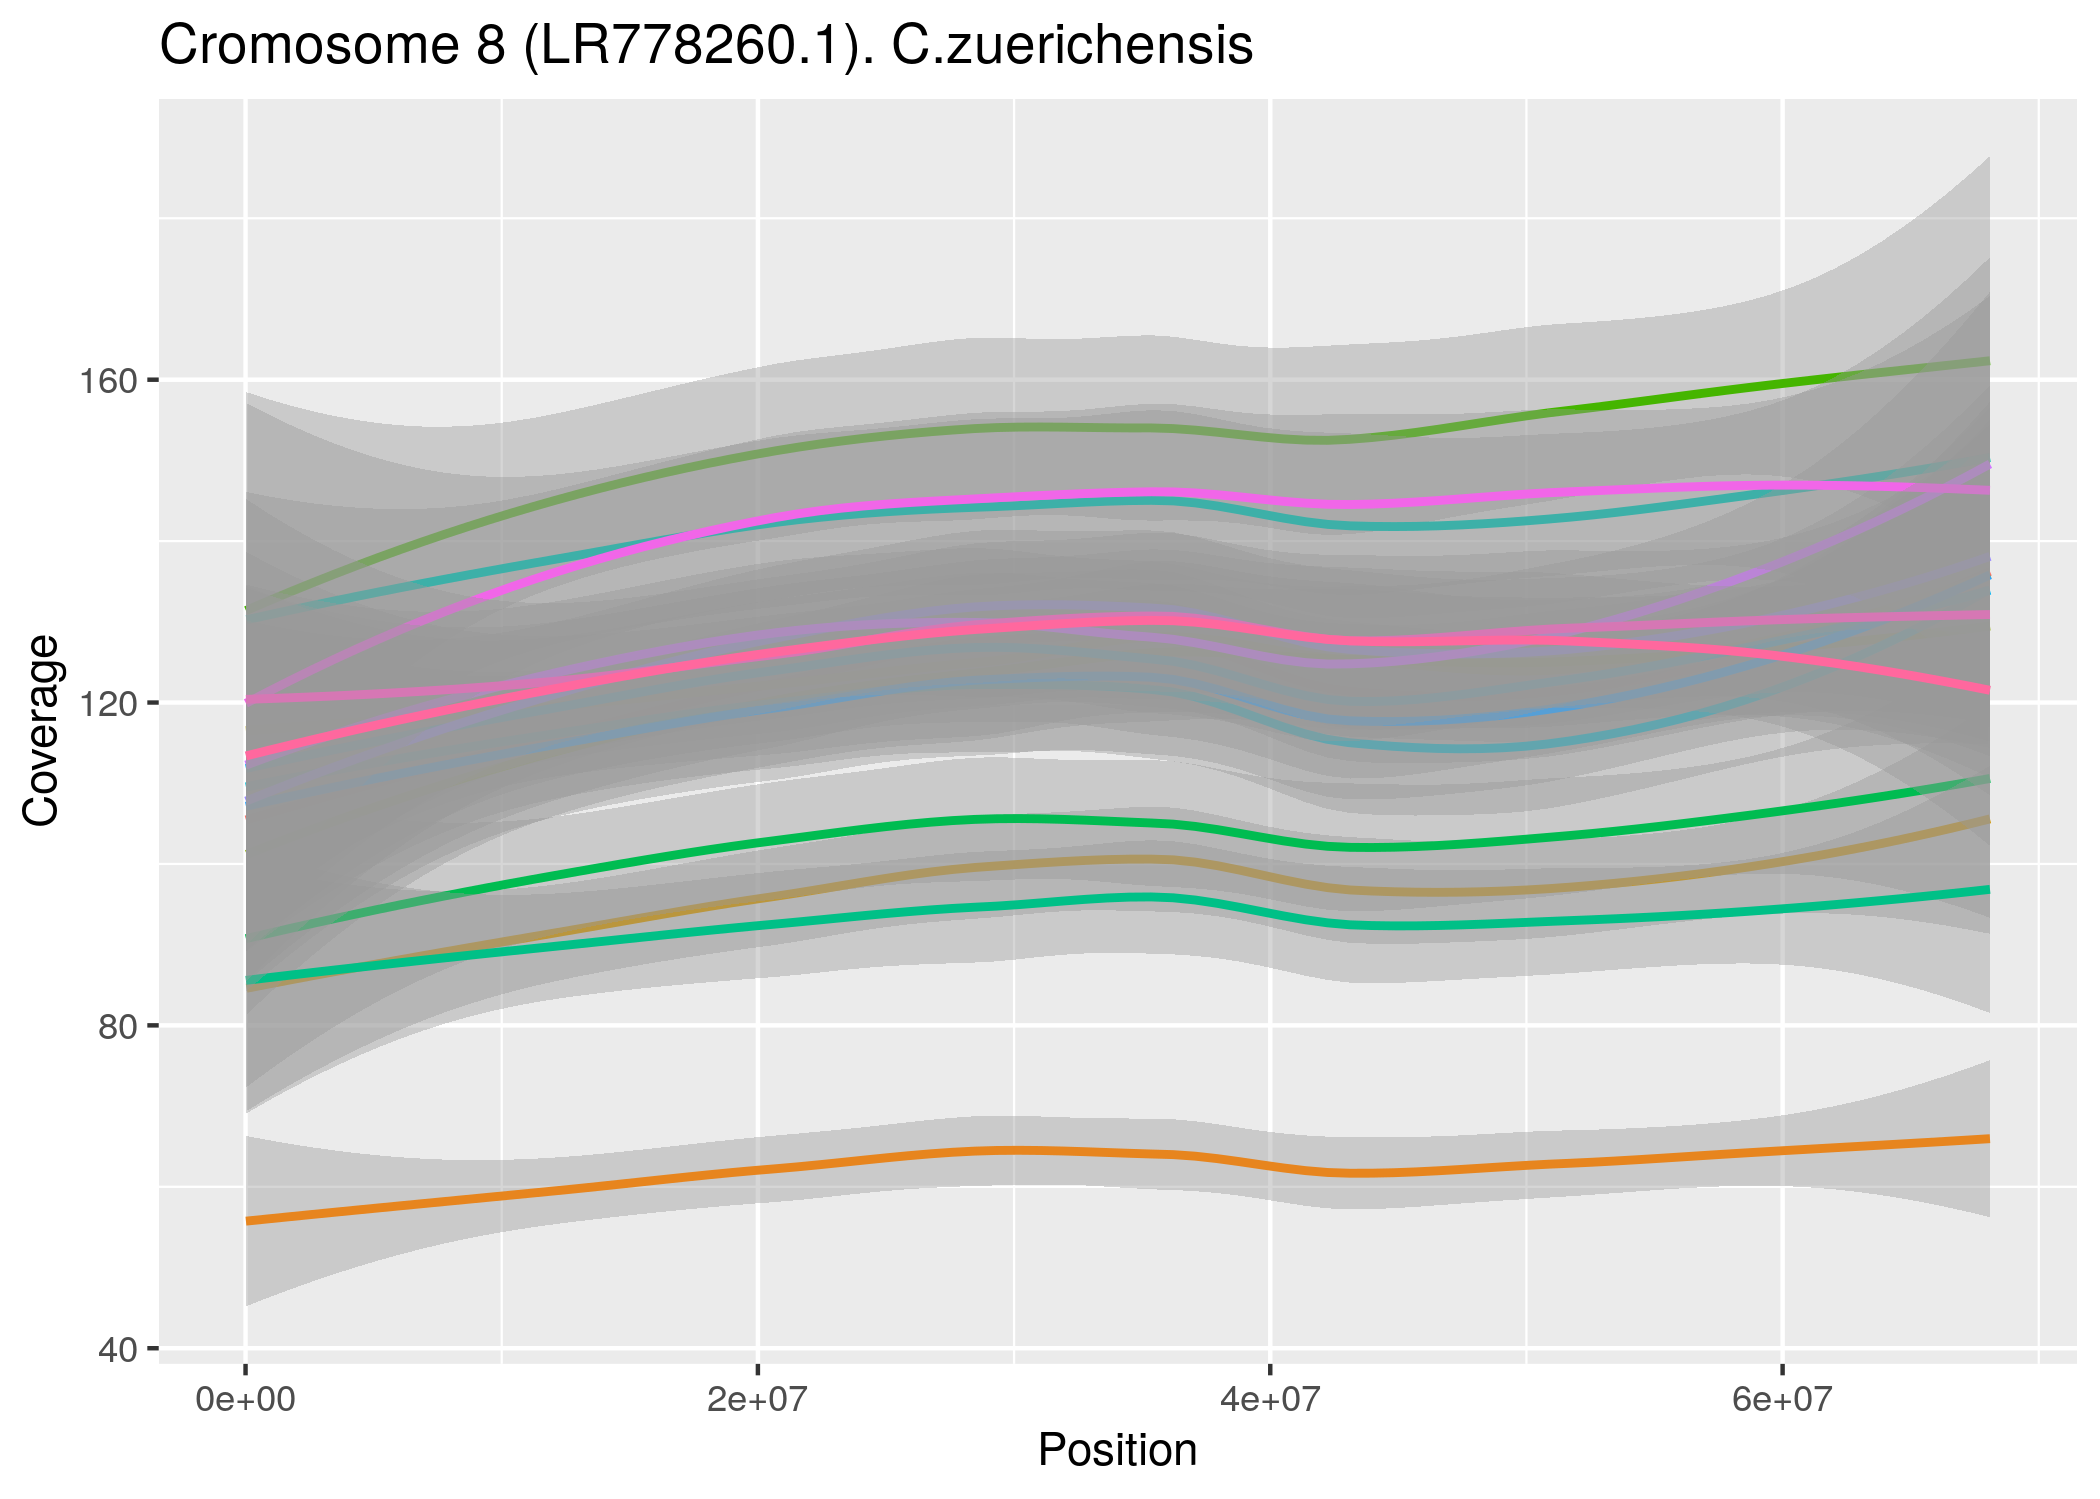 Cromosome 8 (LR778260.1). C.zuerichensis
Coverage
160
120
80
40
0e+00 2e+07 4e+07 6e+07
Position